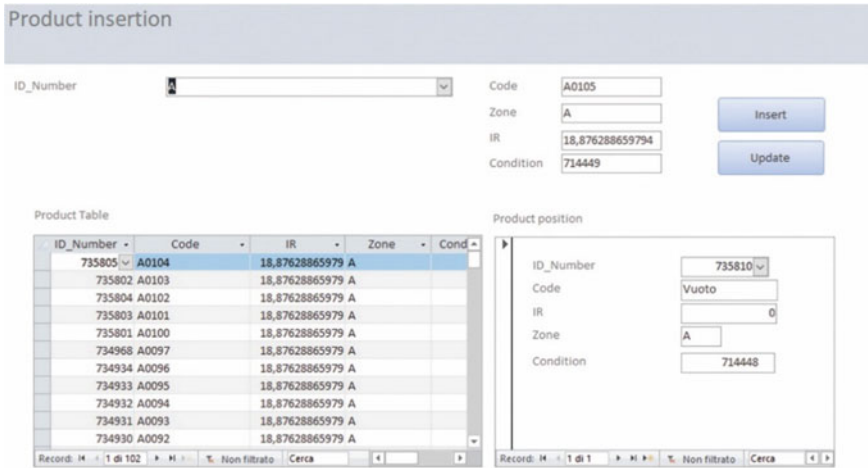 Product insertion
ID_Number A
Code A0105
Zone A
IR 18,876288659794
Condition 714449
Insert
Update
Product Table
ID_Number Code IR Zone Cond
735805 A0104 18,87628865979 A
735802 A0103 18,87628865979 A
735804 A0102 18,87628865979 A
735803 A0101 18,87628865979 A
735801 A0100 18,87628865979 A
734968 A0097 18,87628865979 A
734934 A0096 18,87628865979 A
734933 A0095 18,87628865979 A
734932 A0094 18,87628865979 A
734931 A0093 18,87628865979 A
734930 A0092 18,87628865979 A
Record: 1 di 102 Non filtrato Cerca
Product position
ID_Number 735810
Code Vuoto
IR 0
Zone A
Condition 714448
Record: 1 di 1 Non filtrato Cerca